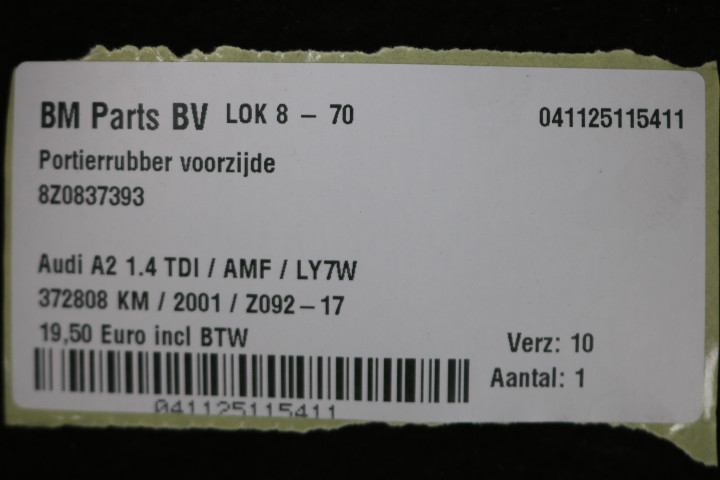 BM Parts BV LOK 8 – 70 041125115411
Portierrubber voorzijde
8Z0837393
Audi A2 1.4 TDI / AMF / LY7W
372808 KM / 2001 / Z092–17
19,50 Euro incl BTW
Verz: 10
Aantal: 1
041125115411